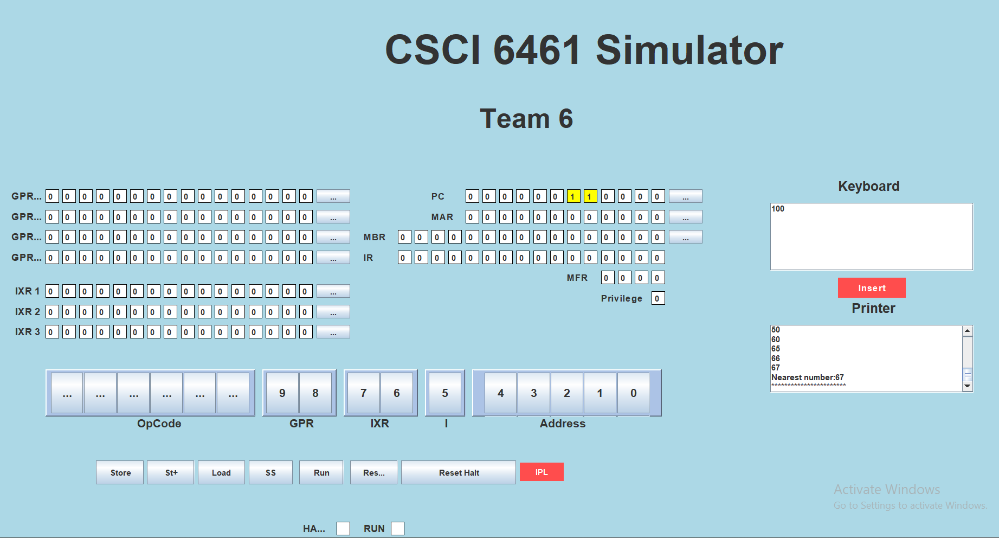 CSCI 6461 Simulator
Team 6
GPR... 0 0 0 0 0 0 0 0 0 0 0 0 0 0 0 0 ...
GPR... 0 0 0 0 0 0 0 0 0 0 0 0 0 0 0 0 ...
GPR... 0 0 0 0 0 0 0 0 0 0 0 0 0 0 0 0 ...
GPR... 0 0 0 0 0 0 0 0 0 0 0 0 0 0 0 0 ...
IXR 1 0 0 0 0 0 0 0 0 0 0 0 0 0 0 0 0 ...
IXR 2 0 0 0 0 0 0 0 0 0 0 0 0 0 0 0 0 ...
IXR 3 0 0 0 0 0 0 0 0 0 0 0 0 0 0 0 0 ...
PC 0 0 0 0 0 0 1 1 0 0 0 0 ...
MAR 0 0 0 0 0 0 0 0 0 0 0 0 ...
MBR 0 0 0 0 0 0 0 0 0 0 0 0 0 0 0 0 ...
IR 0 0 0 0 0 0 0 0 0 0 0 0 0 0 0 0
MFR 0 0 0 0
Privilege 0
Keyboard
100
Insert
Printer
50
60
65
66
67
Nearest number:67
***********************
... ... ... ... ... ... 9 8 7 6 5 4 3 2 1 0
OpCode GPR IXR I Address
Store St+ Load SS Run Res... Reset Halt IPL
HA... RUN
Activate Windows
Go to Settings to activate Windows.